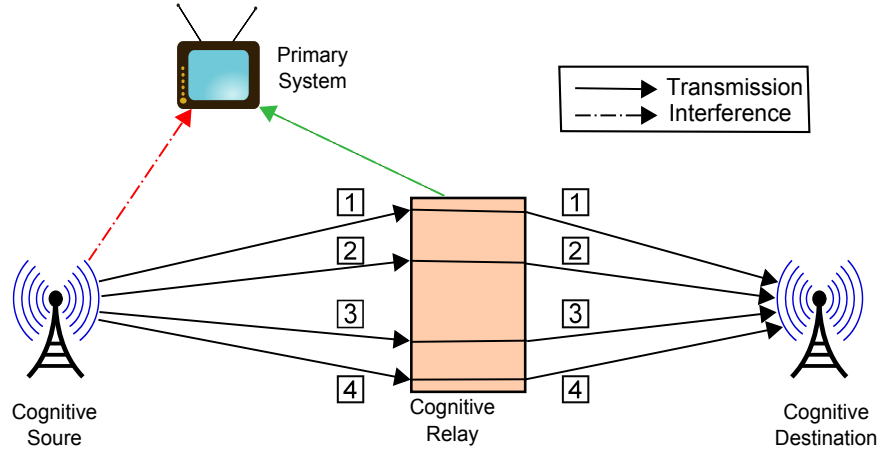 Primary
System
Transmission
Interference
1
1
2
2
3
3
4
4
Cognitive
Soure
Cognitive
Relay
Cognitive
Destination